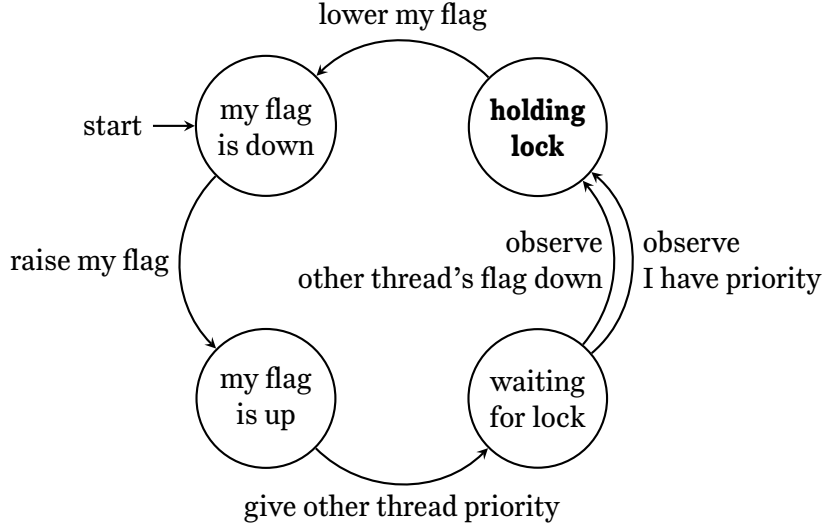 lower my flag
start
my flag
is down
holding
lock
raise my flag
observe
other thread’s flag down
observe
I have priority
my flag
is up
waiting
for lock
give other thread priority